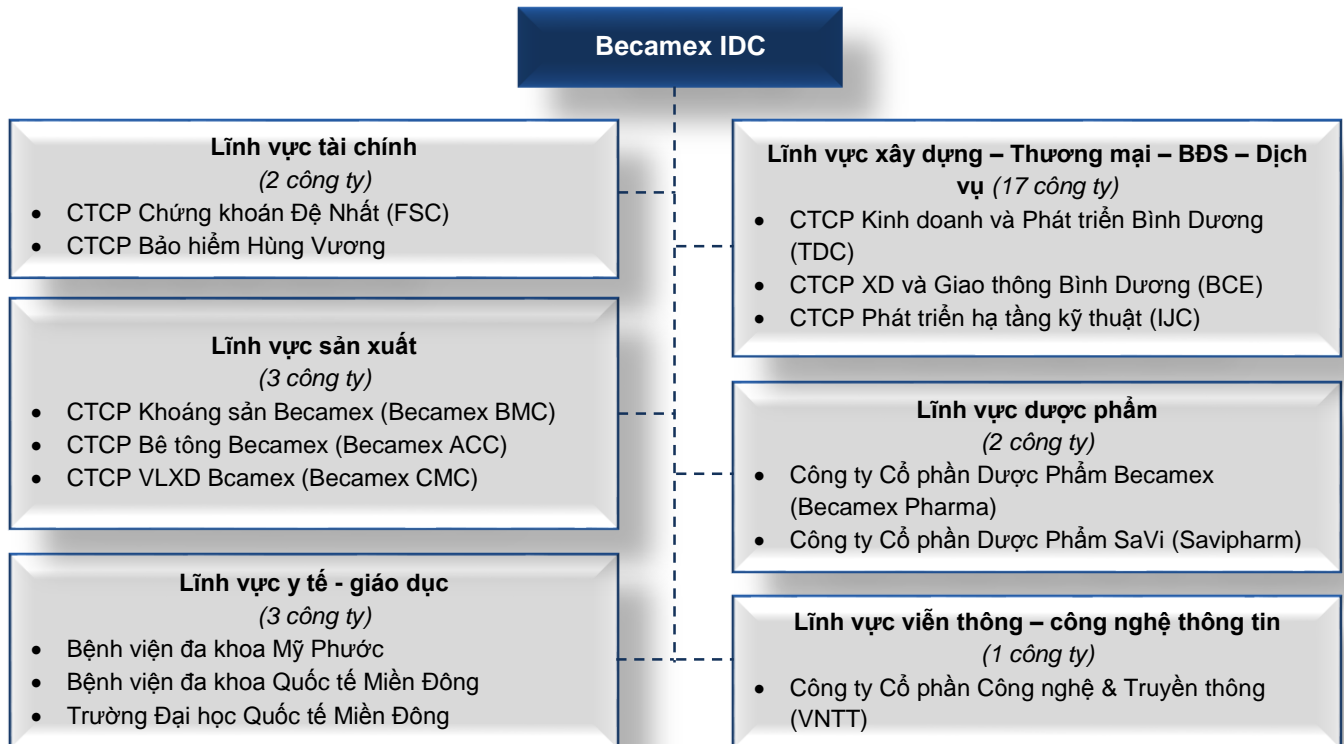 Becamex IDC
Lĩnh vực tài chính
(2 công ty)
• CTCP Chứng khoán Đệ Nhất (FSC)
• CTCP Bảo hiểm Hùng Vương
Lĩnh vực sản xuất
(3 công ty)
• CTCP Khoáng sản Becamex (Becamex BMC)
• CTCP Bê tông Becamex (Becamex ACC)
• CTCP VLXD Bcamex (Becamex CMC)
Lĩnh vực y tế - giáo dục
(3 công ty)
• Bệnh viện đa khoa Mỹ Phước
• Bệnh viện đa khoa Quốc tế Miền Đông
• Trường Đại học Quốc tế Miền Đông
Lĩnh vực xây dựng – Thương mại – BĐS – Dịch
vụ (17 công ty)
• CTCP Kinh doanh và Phát triển Bình Dương
(TDC)
• CTCP XD và Giao thông Bình Dương (BCE)
• CTCP Phát triển hạ tầng kỹ thuật (IJC)
Lĩnh vực dược phẩm
(2 công ty)
• Công ty Cổ phần Dược Phẩm Becamex
(Becamex Pharma)
• Công ty Cổ phần Dược Phẩm SaVi (Savipharm)
Lĩnh vực viễn thông – công nghệ thông tin
(1 công ty)
• Công ty Cổ phần Công nghệ & Truyền thông
(VNTT)